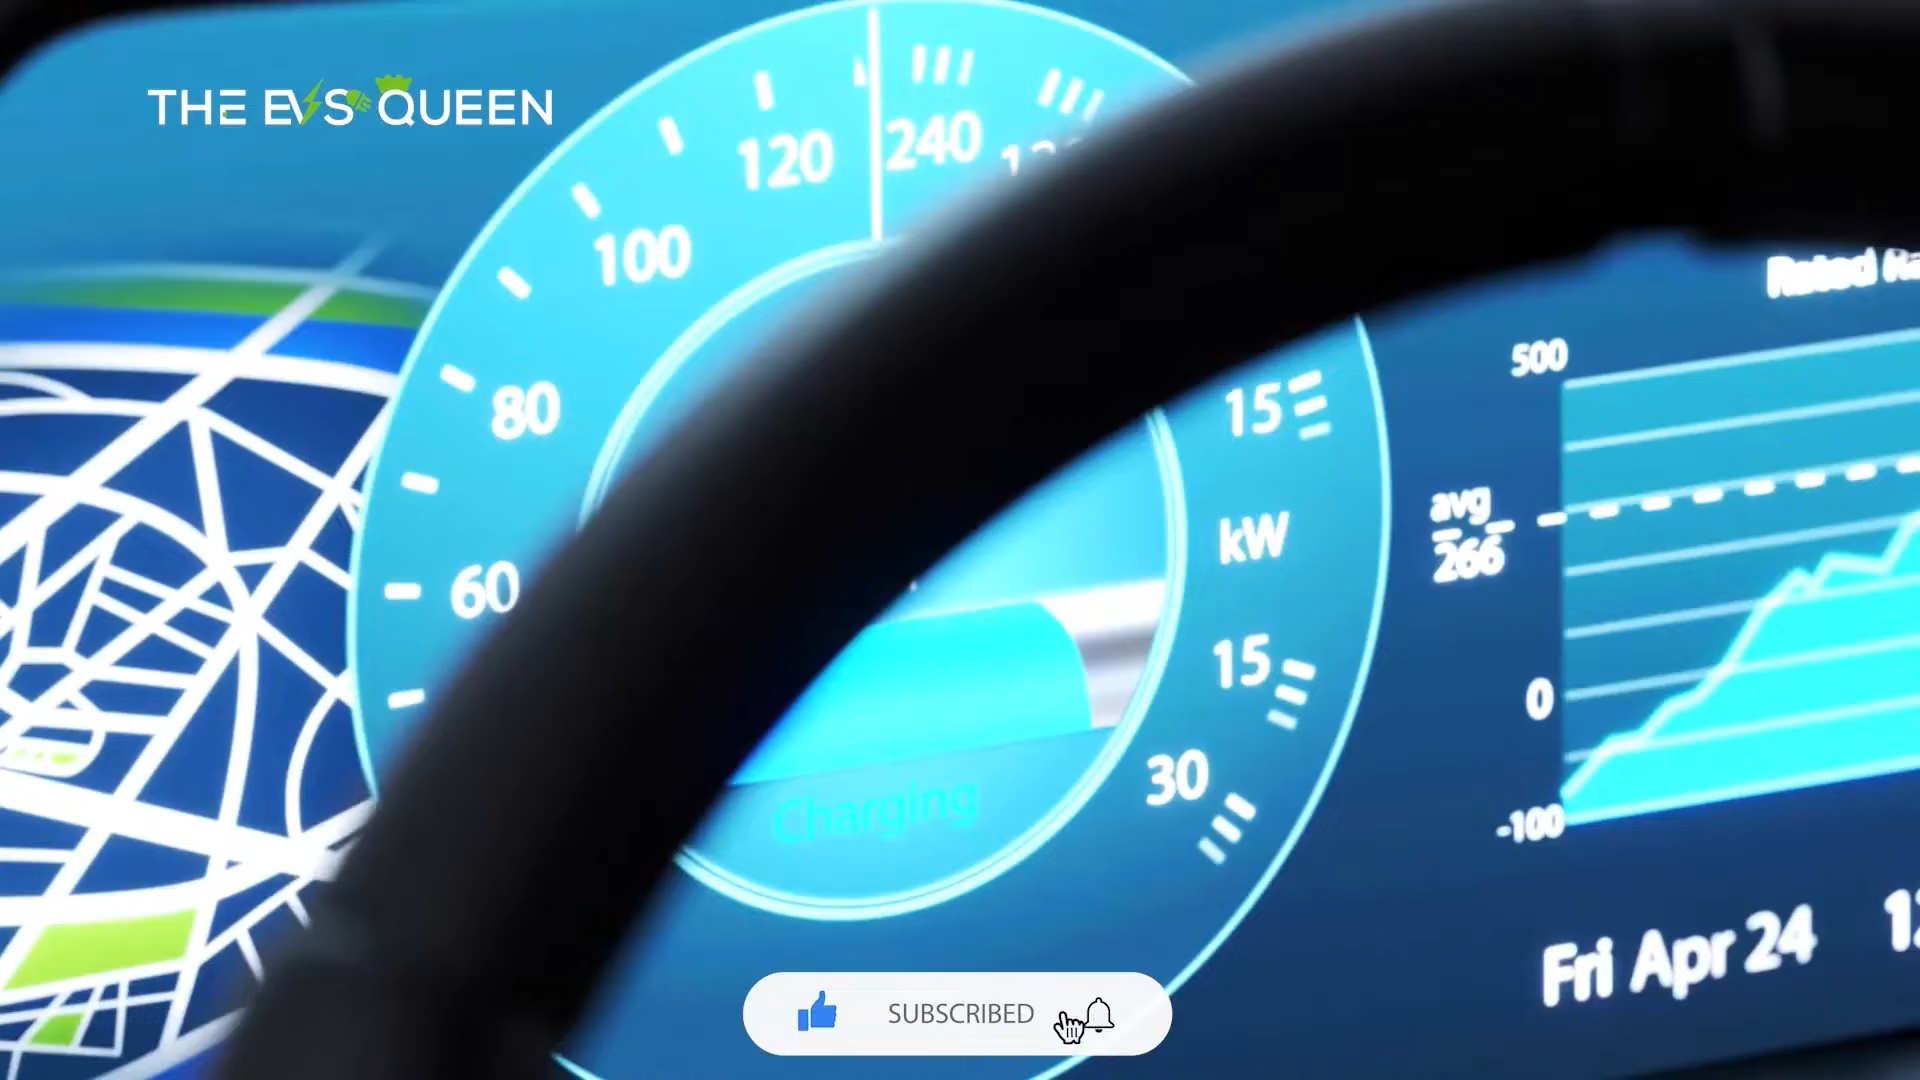 THE EVS QUEEN
120
240
100
80
60
15
kW
15
30
Charging
Rated
500
avg
266
0
-100
Fri Apr 24
SUBSCRIBED